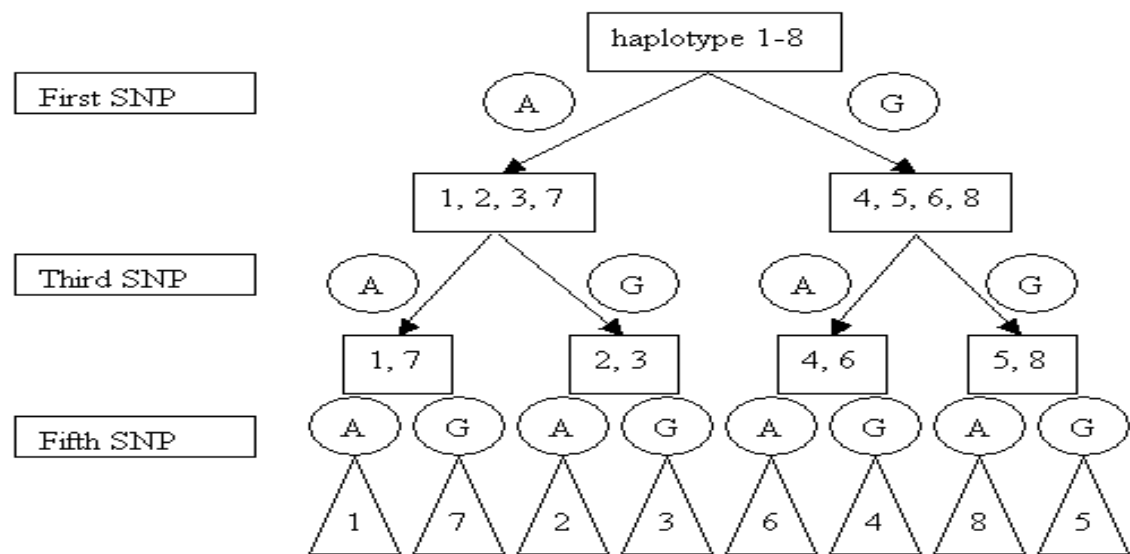 haplotype 1-8
First SNP
A
G
1, 2, 3, 7
4, 5, 6, 8
Third SNP
A
G
A
G
1, 7
2, 3
4, 6
5, 8
Fifth SNP
A
G
A
G
A
G
A
G
1
7
2
3
6
4
8
5